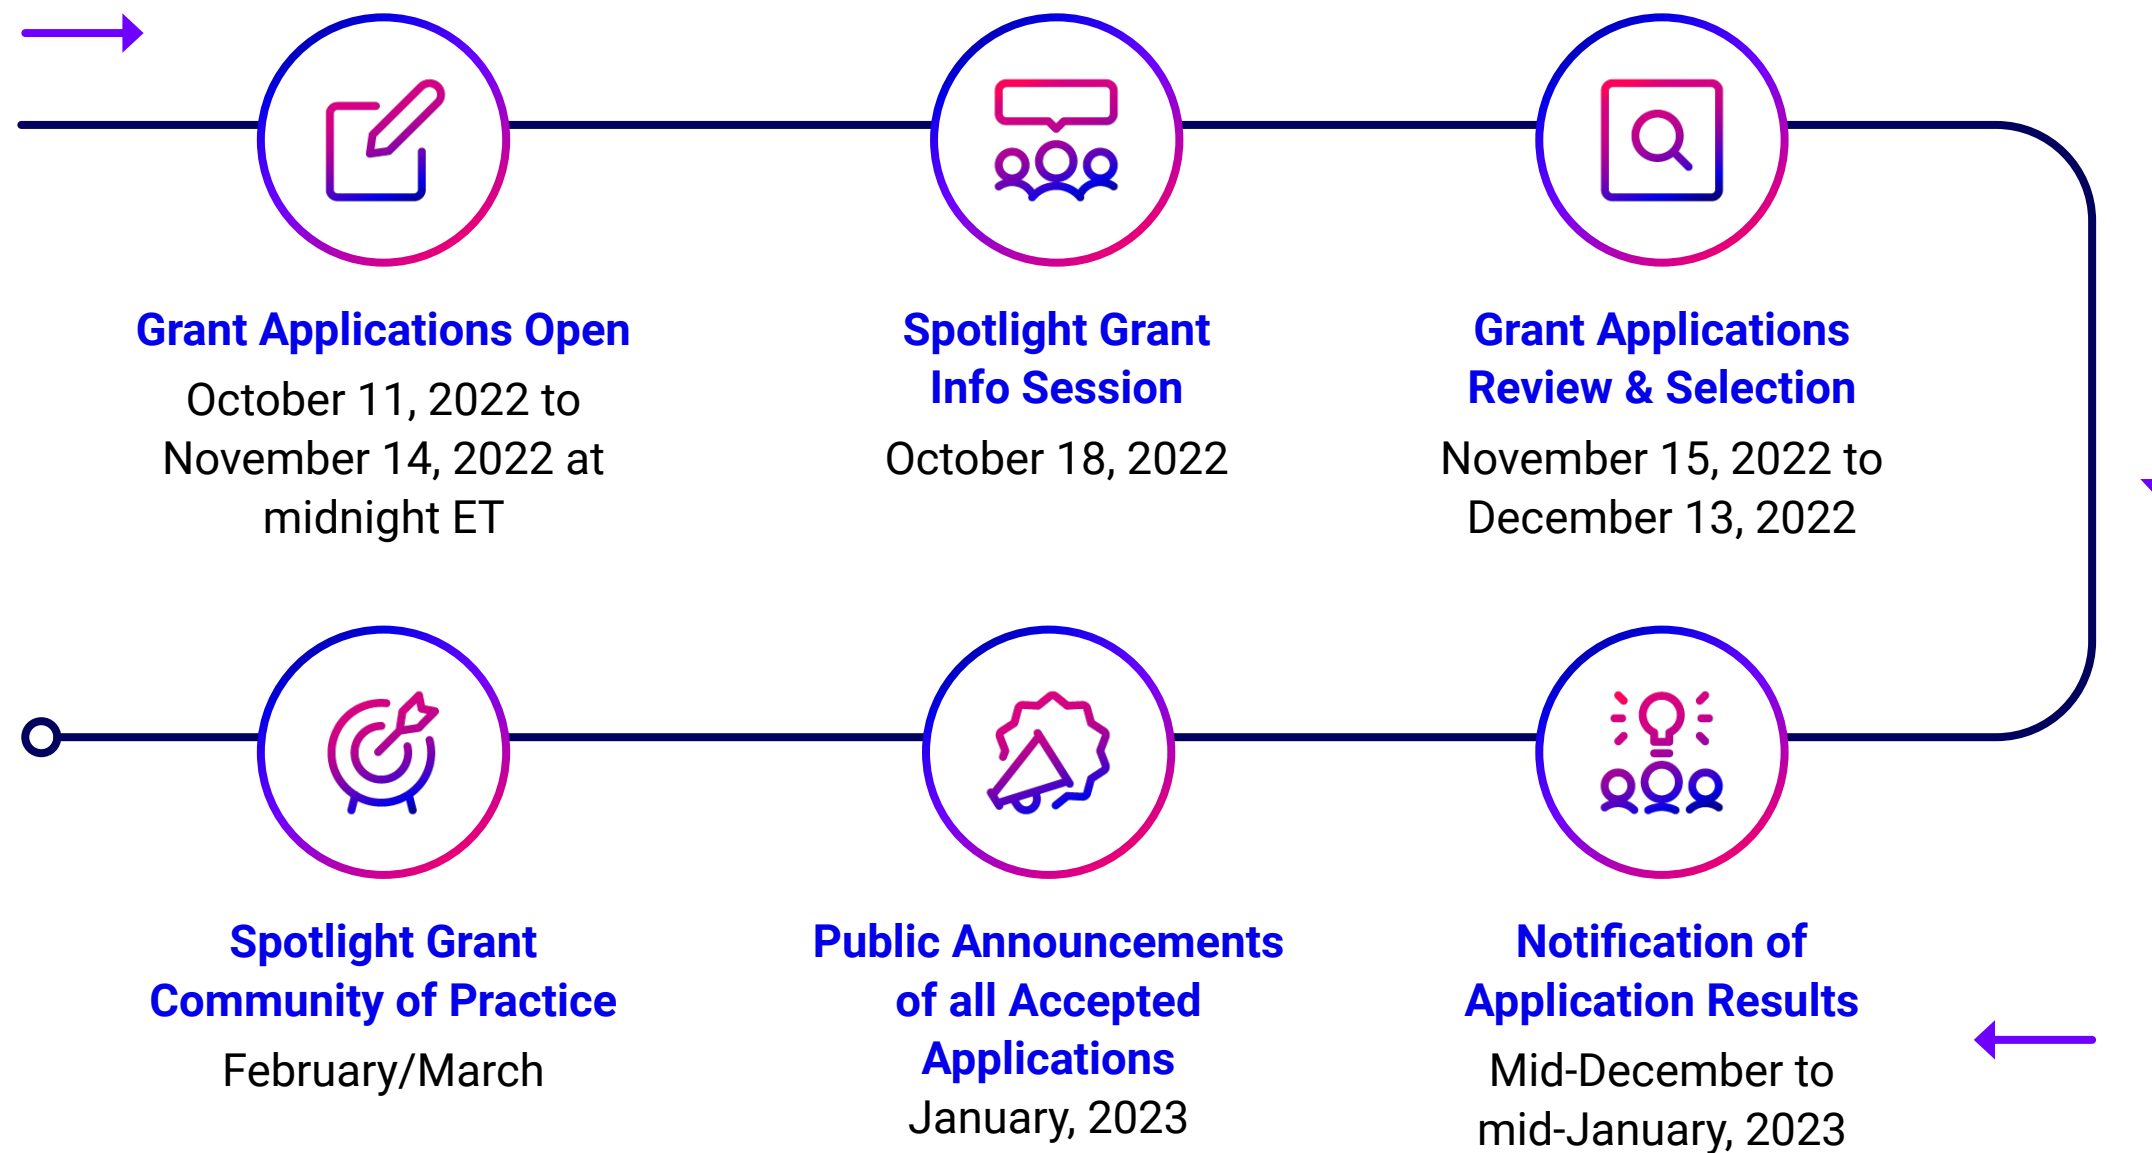 Grant Applications Open
October 11, 2022 to
November 14, 2022 at
midnight ET
Spotlight Grant
Info Session
October 18, 2022
Grant Applications
Review & Selection
November 15, 2022 to
December 13, 2022
Notification of
Application Results
Mid-December to
mid-January, 2023
Public Announcements
of all Accepted
Applications
January, 2023
Spotlight Grant
Community of Practice
February/March